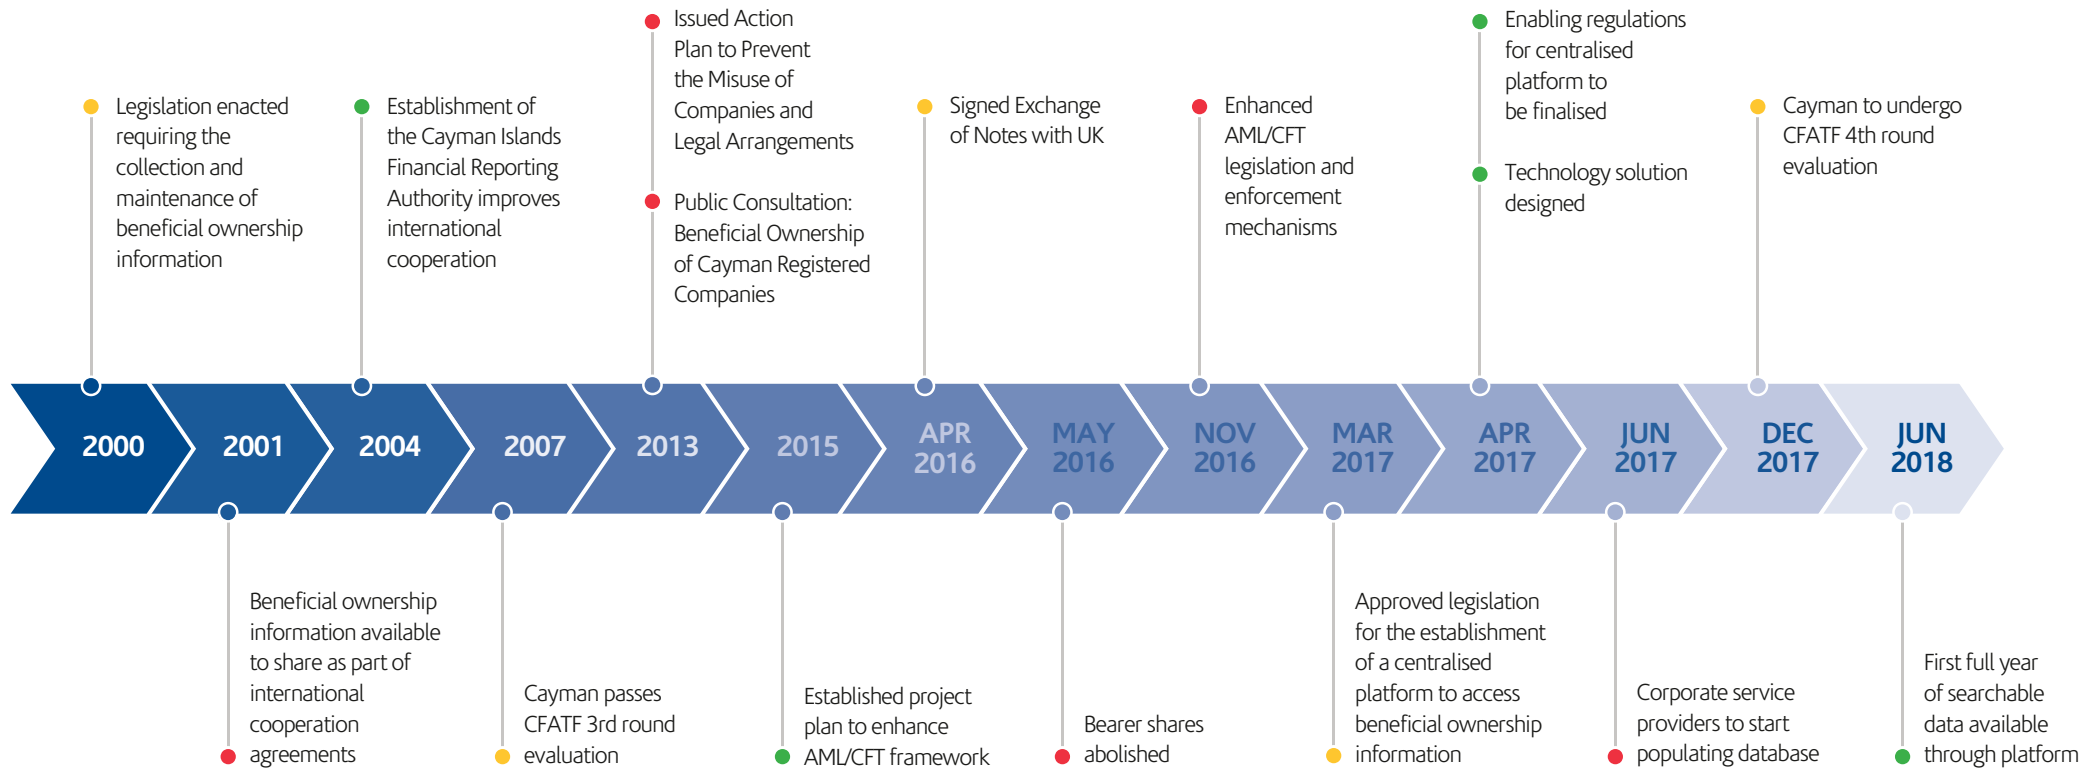 Legislation enacted
requiring the
collection and
maintenance of
beneficial ownership
information
Establishment of
the Cayman Islands
Financial Reporting
Authority improves
international
cooperation
Issued Action
Plan to Prevent
the Misuse of
Companies and
Legal Arrangements
Public Consultation:
Beneficial Ownership
of Cayman Registered
Companies
Signed Exchange
of Notes with UK
Enhanced
AML/CFT
legislation and
enforcement
mechanisms
Enabling regulations
for centralised
platform to
be finalised
Technology solution
designed
Cayman to undergo
CFATF 4th round
evaluation
2000
2001
2004
2007
2013
2015
APR
2016
MAY
2016
NOV
2016
MAR
2017
APR
2017
JUN
2017
DEC
2017
JUN
2018
Beneficial ownership
information available
to share as part of
international
cooperation
agreements
Cayman passes
CFATF 3rd round
evaluation
Established project
plan to enhance
AML/CFT framework
Bearer shares
abolished
Approved legislation
for the establishment
of a centralised
platform to access
beneficial ownership
information
Corporate service
providers to start
populating database
First full year
of searchable
data available
through platform